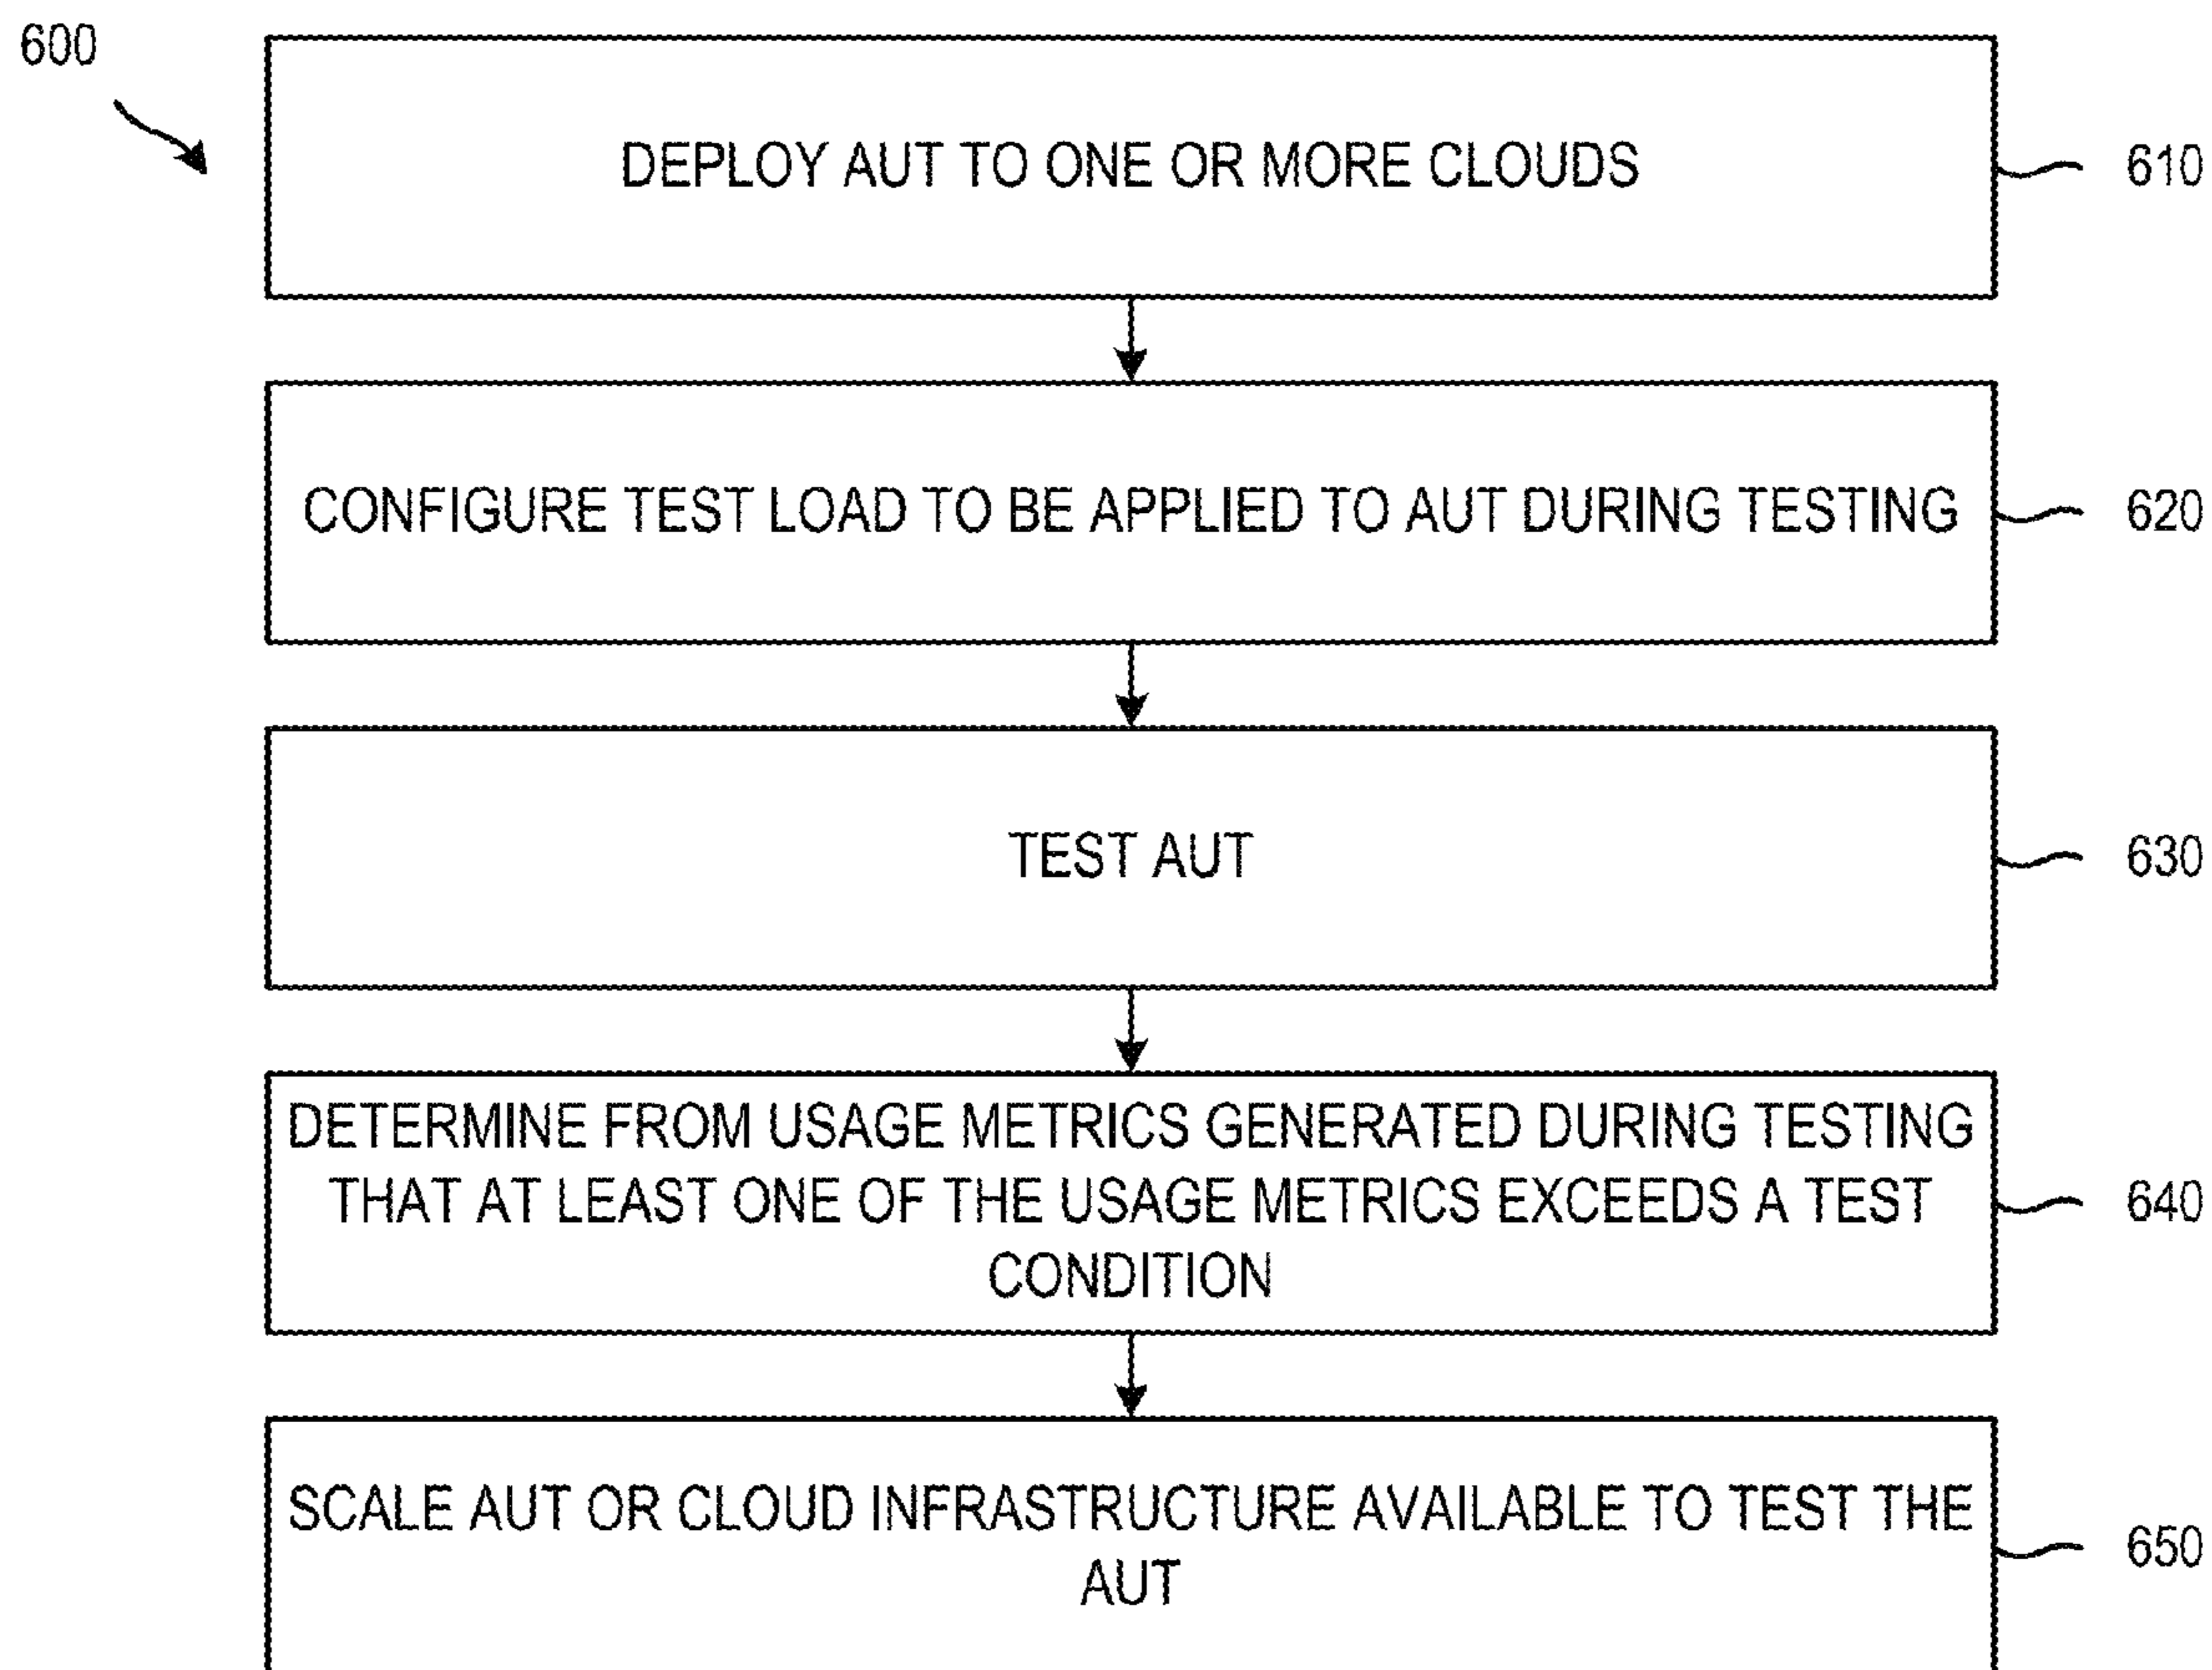 600
DEPLOY AUT TO ONE OR MORE CLOUDS
610
CONFIGURE TEST LOAD TO BE APPLIED TO AUT DURING TESTING
620
TEST AUT
630
DETERMINE FROM USAGE METRICS GENERATED DURING TESTING
THAT AT LEAST ONE OF THE USAGE METRICS EXCEEDS A TEST
CONDITION
640
SCALE AUT OR CLOUD INFRASTRUCTURE AVAILABLE TO TEST THE
AUT
650